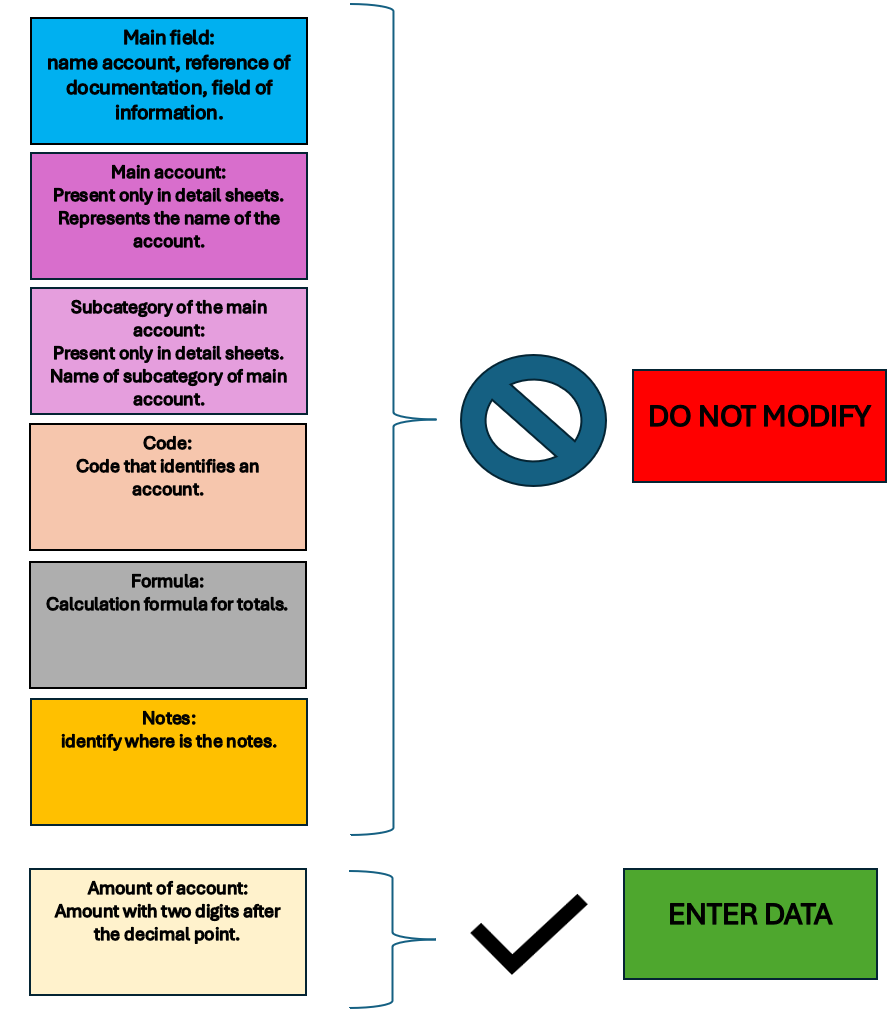 Main field:
name account, reference of
documentation, field of
information.
Main account:
Present only in detail sheets.
Represents the name of the
account.
Subcategory of the main
account:
Present only in detail sheets.
Name of subcategory of main
account.
Code:
Code that identifies an
account.
Formula:
Calculation formula for totals.
Notes:
identify where is the notes.
DO NOT MODIFY
Amount of account:
Amount with two digits after
the decimal point.
ENTER DATA